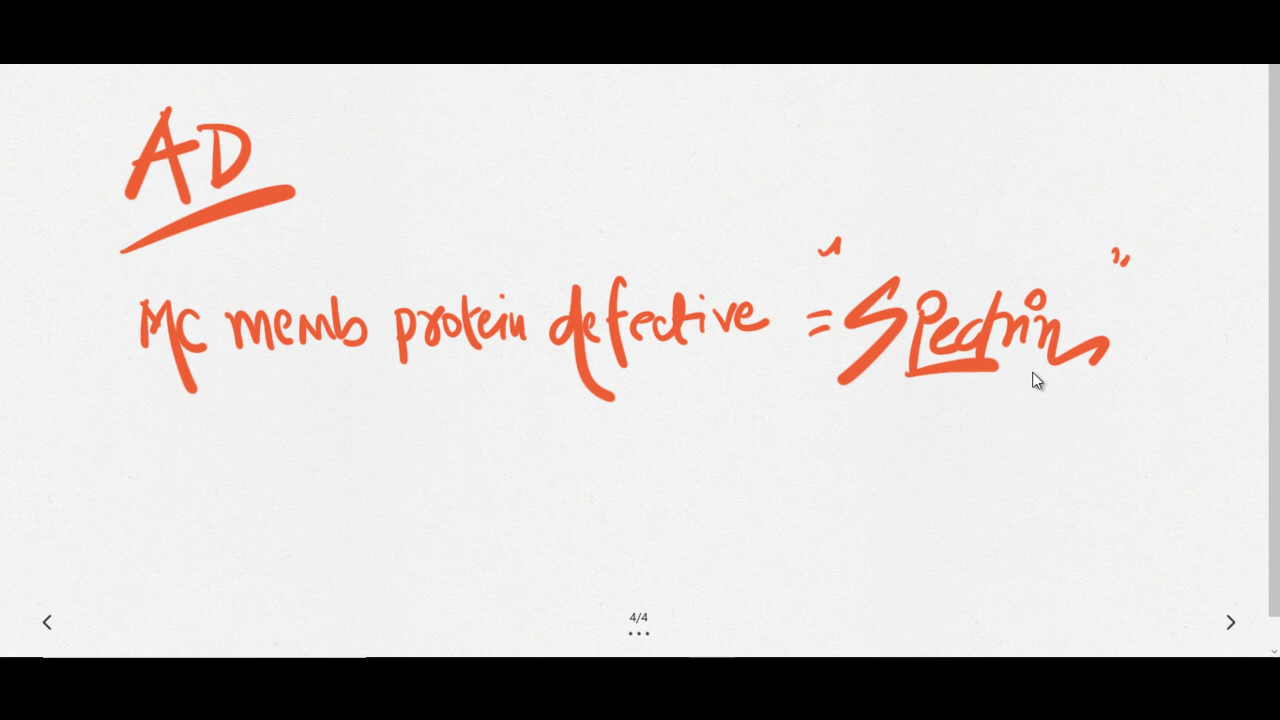 AD
Mc memb protein defective = "Spectrin"
4/4